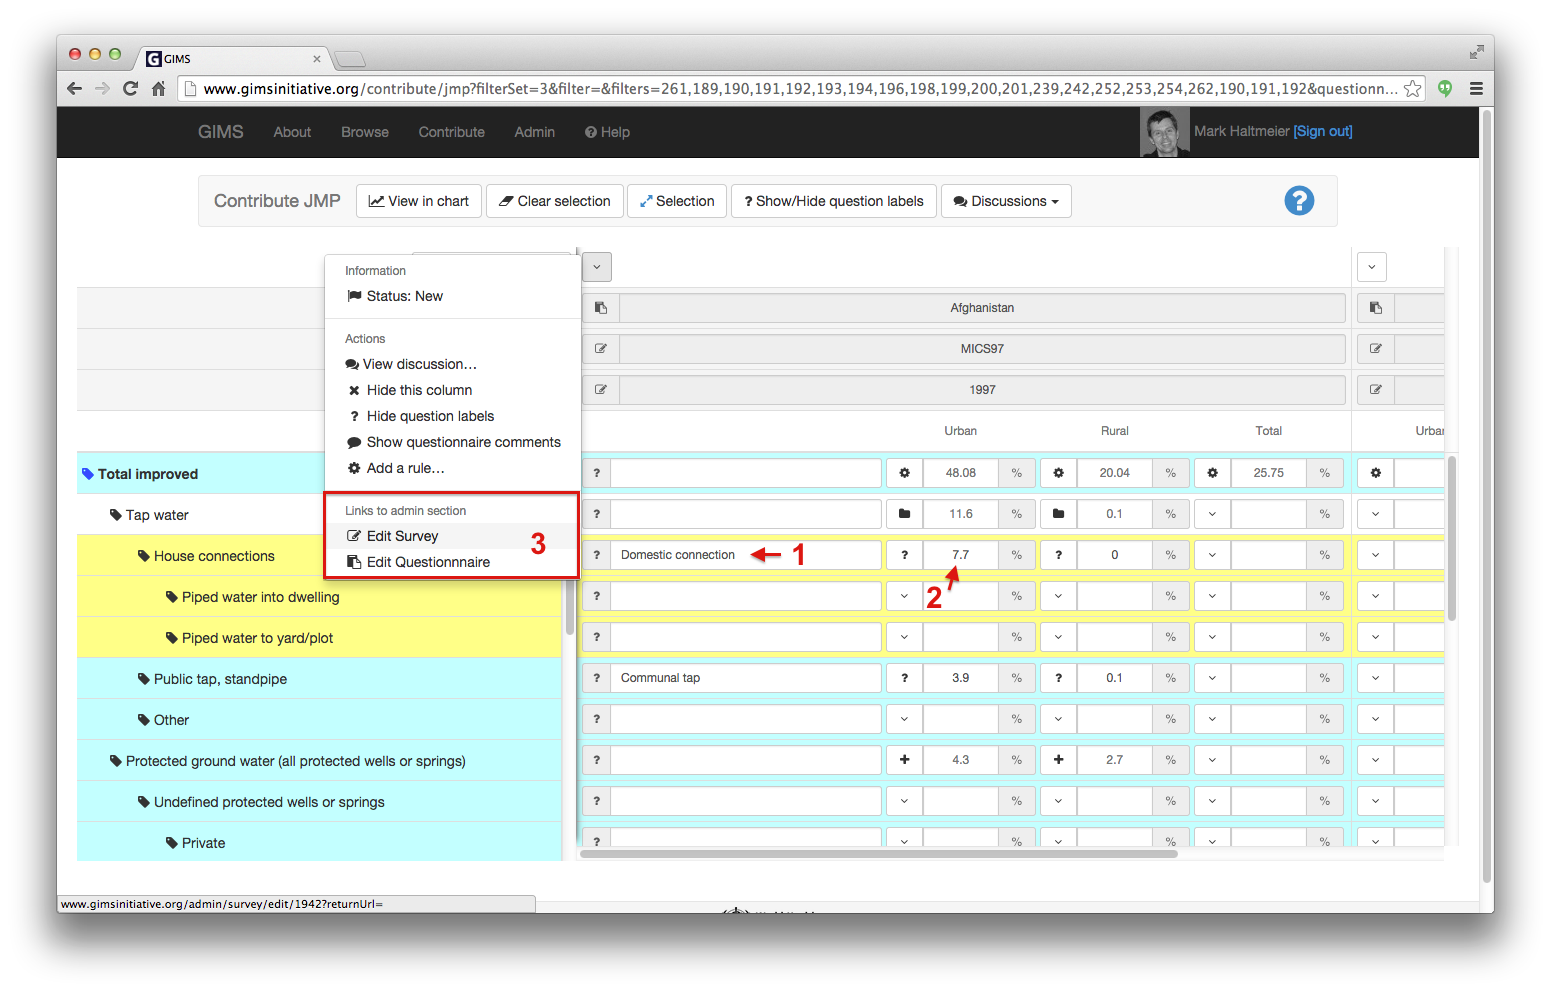 GIMS
www.gimsinitiative.org/contribute/jmp?filterSet=3&filter=&filters=261,189,190,191,192,193,194,196,198,199,200,201,239,242,252,253,254,262,190,191,192&questionn...
GIMS About Browse Contribute Admin Help Mark Haltmeier [Sign out]
Contribute JMP View in chart Clear selection Selection ? Show/Hide question labels Discussions ?
Information
Status: New
Actions
View discussion...
Hide this column
? Hide question labels
Show questionnaire comments
Add a rule...
Links to admin section
Edit Survey
Edit Questionnnaire
3
Afghanistan
MICS97
1997
Urban Rural Total Urban
Total improved ? 48.08 % 20.04 % 25.75 %
Tap water ? 11.6 % 0.1 % %
House connections ? Domestic connection 1 ? 7.7 % ? 0 % %
Piped water into dwelling ? 2 % % %
Piped water to yard/plot ? % % %
Public tap, standpipe ? Communal tap ? 3.9 % ? 0.1 % %
Other ? % % %
Protected ground water (all protected wells or springs) ? 4.3 % 2.7 % %
Undefined protected wells or springs ? % % %
Private ? % % %
www.gimsinitiative.org/admin/survey/edit/1942?returnUrl=